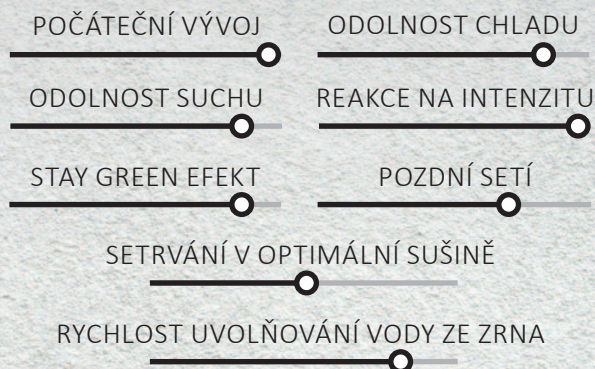 POČÁTEČNÍ VÝVOJ
ODOLNOST CHLADU
ODOLNOST SUCHU
REAKCE NA INTENZITU
STAY GREEN EFEKT
POZDNÍ SETÍ
SETRVÁNÍ V OPTIMÁLNÍ SUŠINĚ
RYCHLOST UVOLŇOVÁNÍ VODY ZE ZRNA